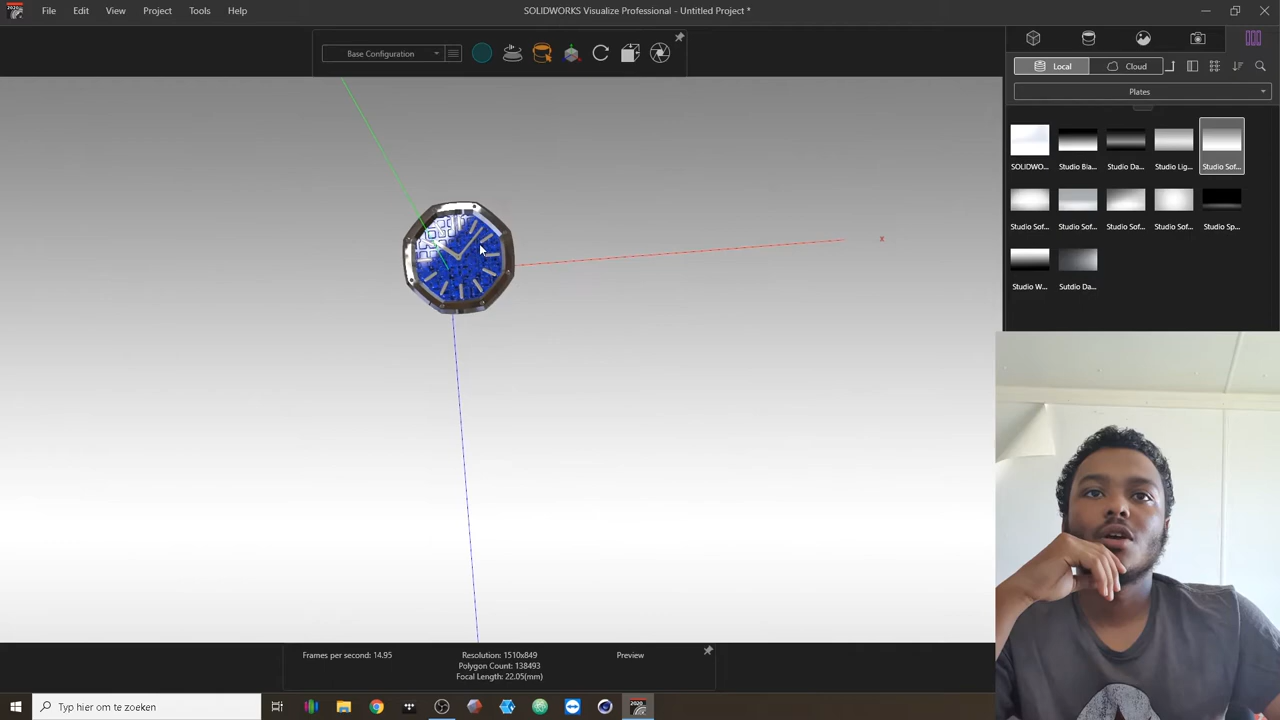 2020
File Edit View Project Tools Help
SOLIDWORKS Visualize Professional - Untitled Project *
Base Configuration
Local Cloud
Plates
SOLIDWO... Studio Bla... Studio Da... Studio Lig... Studio Sof...
Studio Sof... Studio Sof... Studio Sof... Studio Sof... Studio Sp...
Studio W... Sutdio Da...
x
Frames per second: 14.95
Resolution: 1510x849
Polygon Count: 138493
Focal Length: 22.05(mm)
Preview
Typ hier om te zoeken
2020